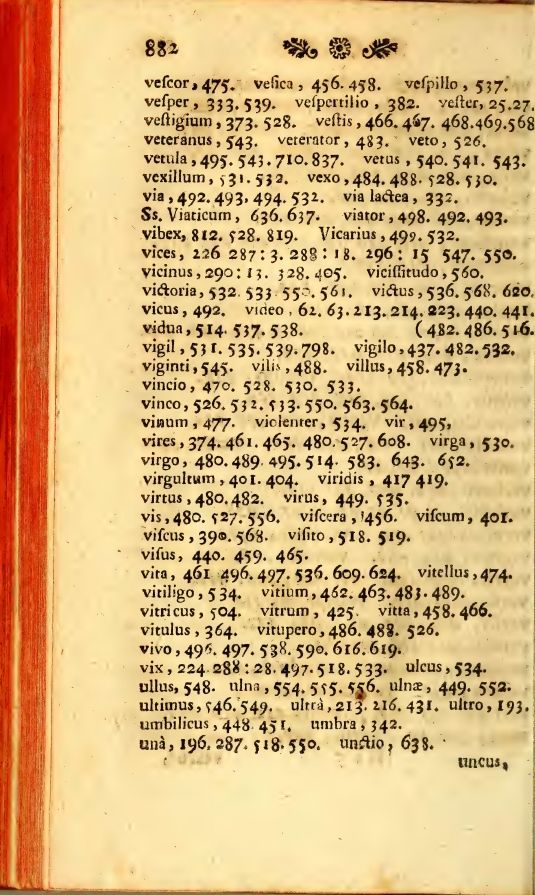 882
veſcor, 475. veſica, 456. 458. veſpillo, 537.
veſper, 333. 539. veſpertilio, 382. veſter, 25. 27.
veſtigium, 373. 528. veſtis, 466. 467. 468. 469. 568
veteranus, 543. veterator, 483. veto, 526.
vetula, 495. 543. 710. 837. vetus, 540. 541. 543.
vexillum, 531. 532. vexo, 484. 488. 528. 530.
via, 492. 493. 494. 532. via lactea, 332.
Ss. Viaticum, 636. 637. viator, 498. 492. 493.
vibex, 812. 528. 819. Vicarius, 499. 532.
vices, 226 287: 3. 288: 18. 296: 15 547. 550.
vicinus, 290: 13. 328. 405. viciſſitudo, 560.
victoria, 532. 533 550. 561. victus, 536. 568. 620.
vicus, 492. video, 62. 63. 213. 214. 223. 440. 441.
vidua, 514. 537. 538. (482. 486. 516.
vigil, 531. 535. 539. 798. vigilo, 437. 482. 532.
viginti, 545. vilis, 488. villus, 458. 473.
vincio, 470. 528. 530. 533.
vinco, 526. 532. 533. 550. 563. 564.
vinum, 477. violenter, 534. vir, 495,
vires, 374. 461. 465. 480. 527. 608. virga, 530.
virgo, 480. 489. 495. 514. 583. 643. 652.
virgultum, 401. 404. viridis, 417 419.
virtus, 480. 482. virus, 449. 535.
vis, 480. 527. 556. viſcera, 456. viſcum, 401.
viſcus, 390. 568. viſito, 518. 519.
viſus, 440. 459. 465.
vita, 461 496. 497. 536. 609. 624. vitellus, 474.
vitiligo, 534. vitium, 462. 463. 483. 489.
vitricus, 504. vitrum, 425. vitta, 458. 466.
vitulus, 364. vitupero, 486. 488. 526.
vivo, 496. 497. 538. 590. 616. 619.
vix, 224. 288: 28. 497. 518. 533. ulcus, 534.
ullus, 548. ulna, 554. 555. 556. ulnæ, 449. 552.
ultimus, 546. 549. ultrà, 213. 216. 431. ultro, 193.
umbilicus, 448. 451. umbra, 342.
unà, 196. 287. 518. 550. unctio, 638.
uncus,